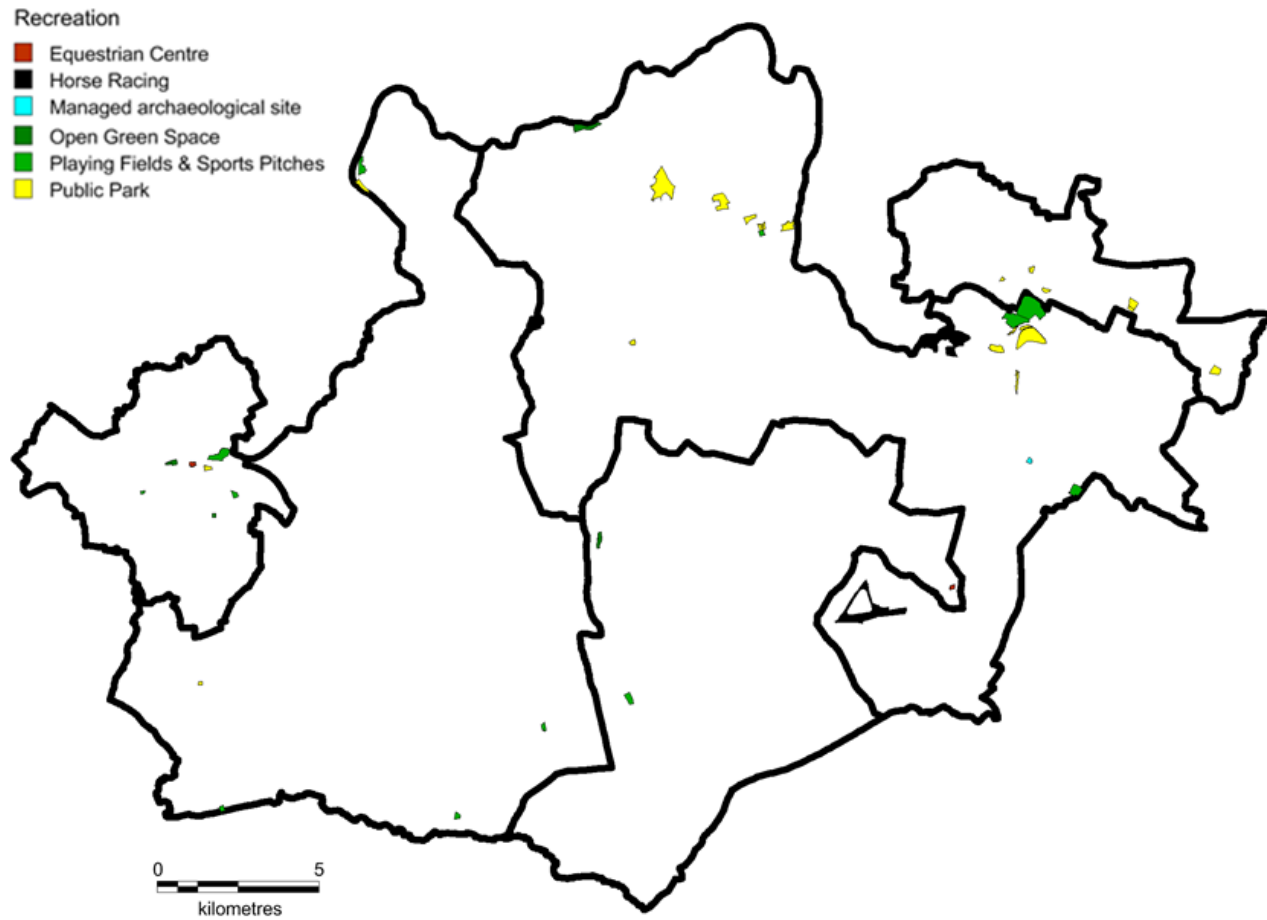 Recreation
Equestrian Centre
Horse Racing
Managed archaeological site
Open Green Space
Playing Fields & Sports Pitches
Public Park
0 5
kilometres